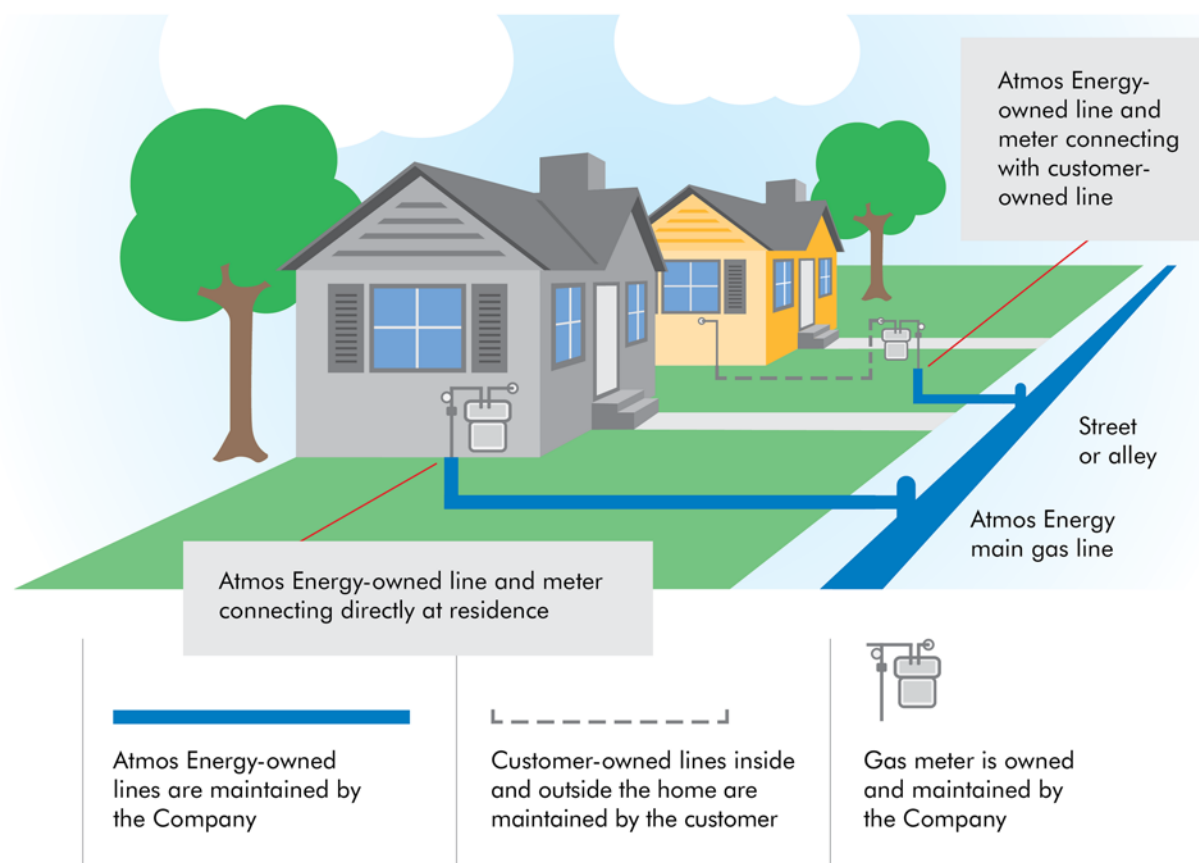 Atmos Energy-
owned line and
meter connecting
with customer-
owned line
Street
or alley
Atmos Energy
main gas line
Atmos Energy-owned line and meter
connecting directly at residence
Atmos Energy-owned
lines are maintained by
the Company
Customer-owned lines inside
and outside the home are
maintained by the customer
Gas meter is owned
and maintained by
the Company